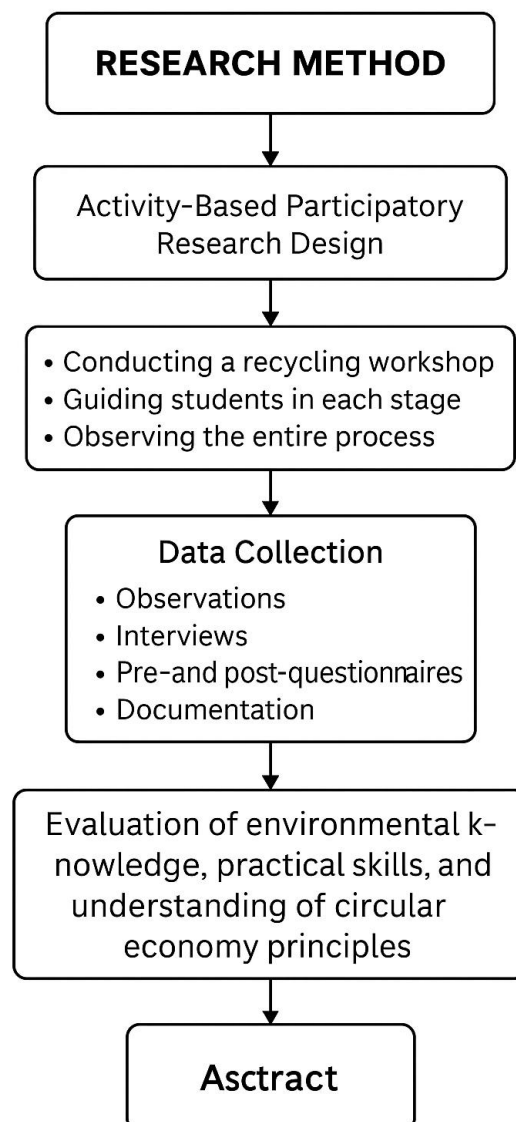 RESEARCH METHOD
Activity-Based Participatory
Research Design
• Conducting a recycling workshop
• Guiding students in each stage
• Observing the entire process
Data Collection
• Observations
• Interviews
• Pre-and post-questionnaires
• Documentation
Evaluation of environmental k-
nowledge, practical skills, and
understanding of circular
economy principles
Asctract